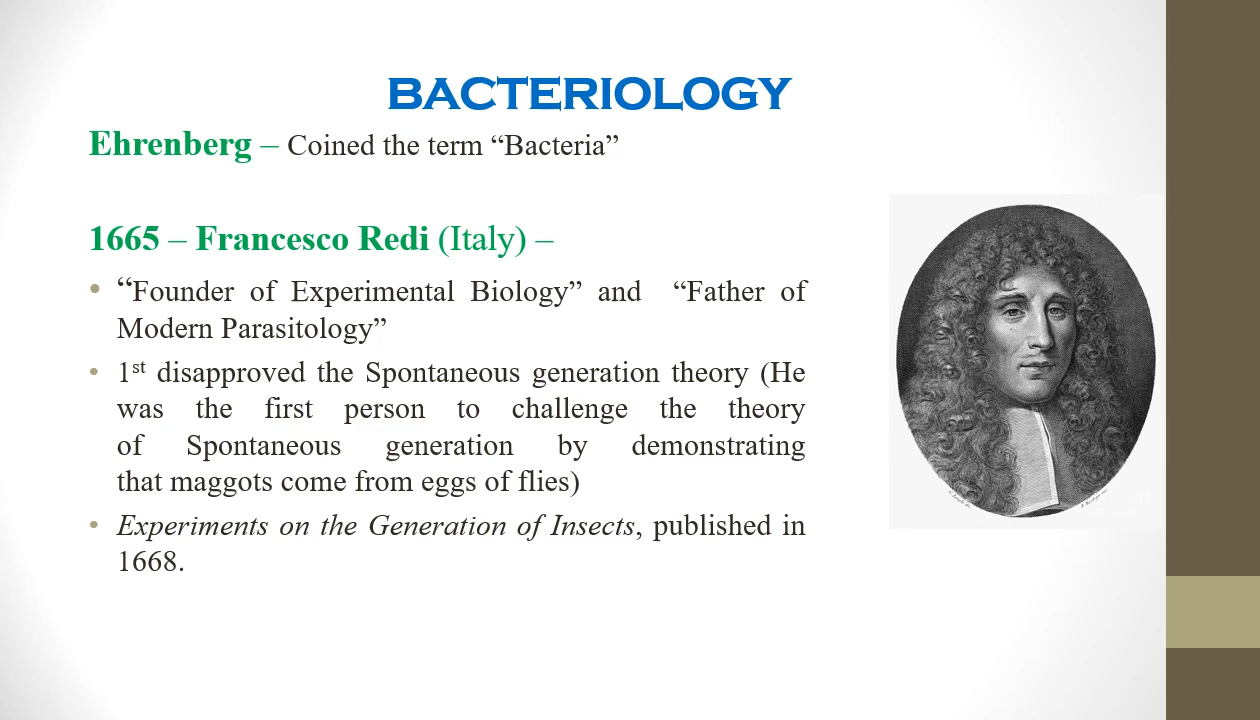 BACTERIOLOGY
Ehrenberg – Coined the term “Bacteria”
1665 – Francesco Redi (Italy) –
• “Founder of Experimental Biology” and “Father of
Modern Parasitology”
• 1st disapproved the Spontaneous generation theory (He
was the first person to challenge the theory
of Spontaneous generation by demonstrating
that maggots come from eggs of flies)
• Experiments on the Generation of Insects, published in
1668.